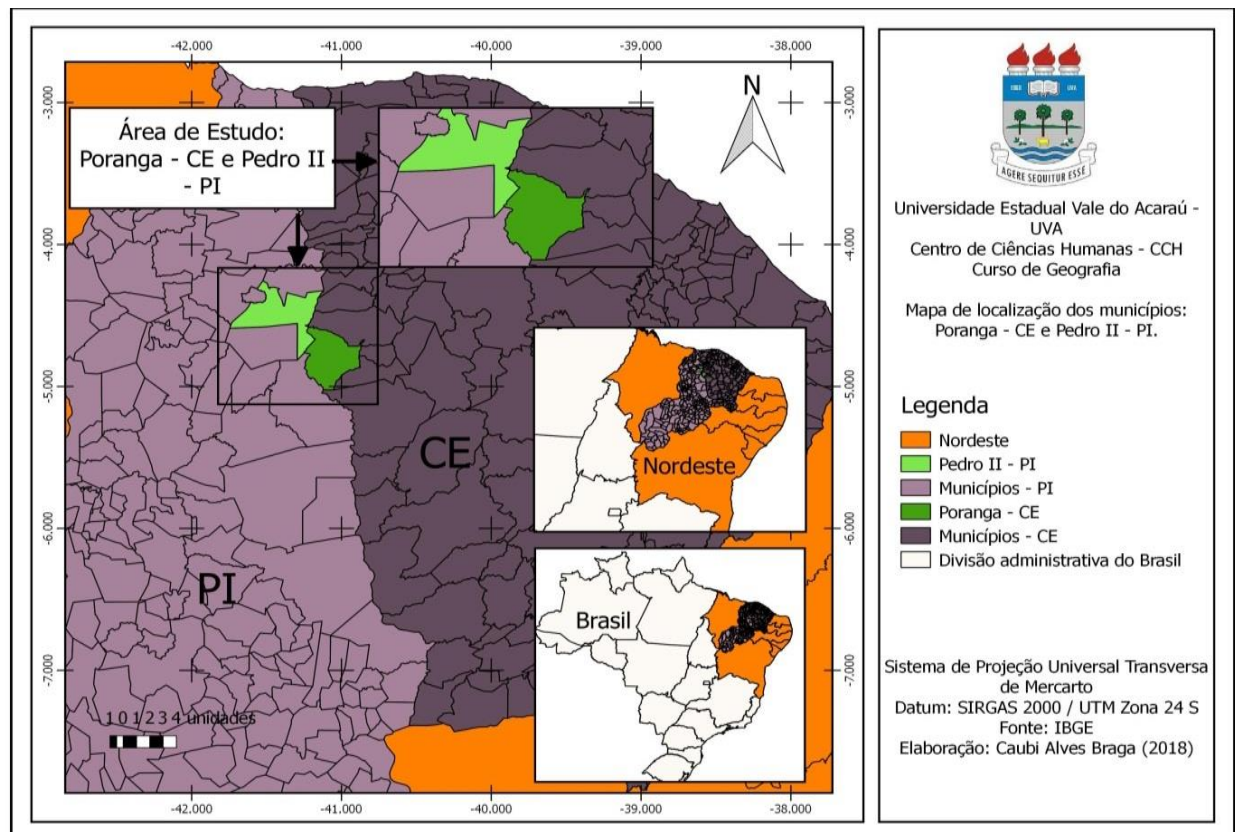 -42.000 -41.000 -40.000 -39.000 -38.000
-3.000
-4.000
-5.000
-6.000
-7.000
Área de Estudo:
Poranga - CE e Pedro II
- PI
N
CE
PI
Nordeste
Brasil
1 0 1 2 3 4 unidades
-42.000 -41.000 -40.000 -39.000 -38.000
-3.000
-4.000
-5.000
-6.000
-7.000
AGERE SEQUITUR ESSE
Universidade Estadual Vale do Acaraú -
UVA
Centro de Ciências Humanas - CCH
Curso de Geografia
Mapa de localização dos municípios:
Poranga - CE e Pedro II - PI.
Legenda
Nordeste
Pedro II - PI
Municípios - PI
Poranga - CE
Municípios - CE
Divisão administrativa do Brasil
Sistema de Projeção Universal Transversa
de Mercarto
Datum: SIRGAS 2000 / UTM Zona 24 S
Fonte: IBGE
Elaboração: Caubi Alves Braga (2018)